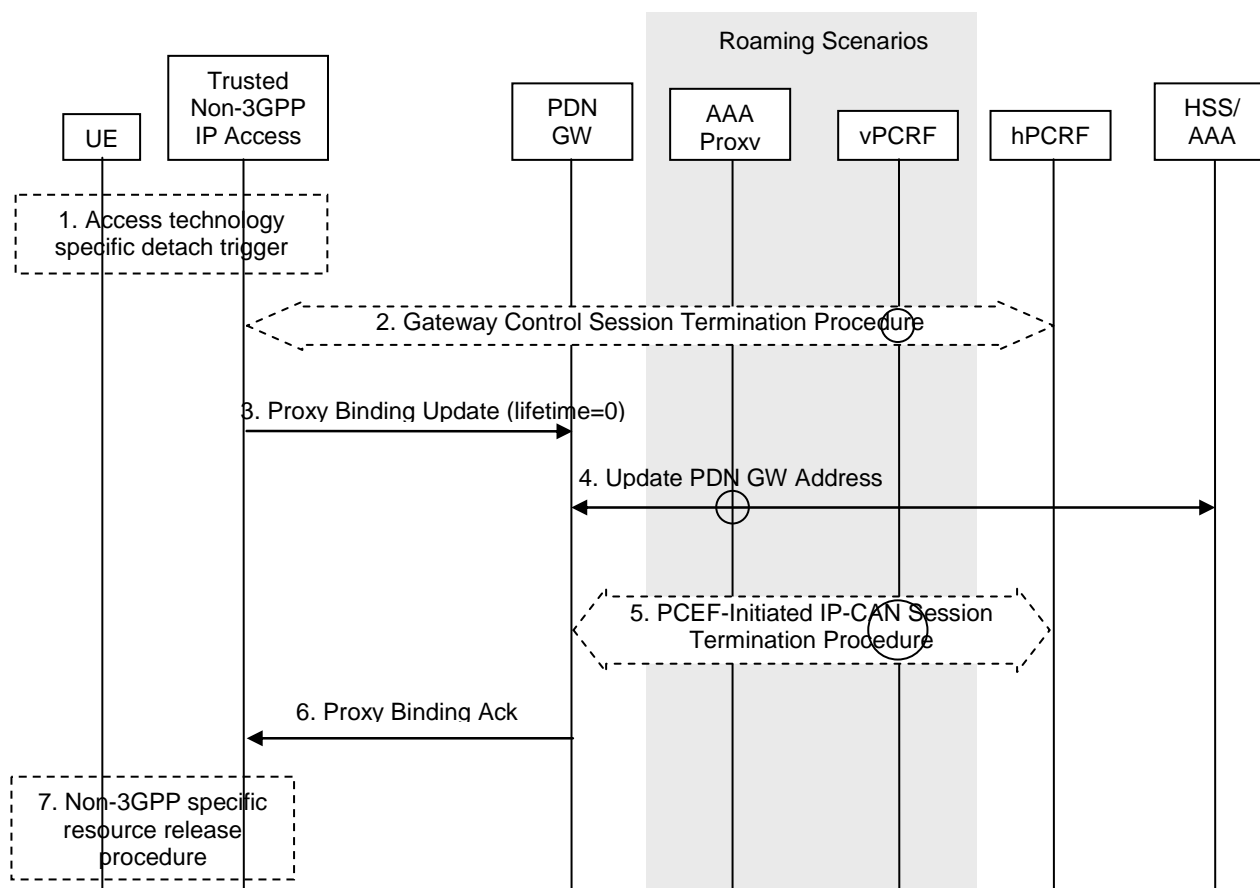 Roaming Scenarios
UE
Trusted
Non-3GPP
IP Access
PDN
GW
AAA
Proxy
vPCRF
hPCRF
HSS/
AAA
1. Access technology
specific detach trigger
2. Gateway Control Session Termination Procedure
3. Proxy Binding Update (lifetime=0)
4. Update PDN GW Address
5. PCEF-Initiated IP-CAN Session
Termination Procedure
6. Proxy Binding Ack
7. Non-3GPP specific
resource release
procedure